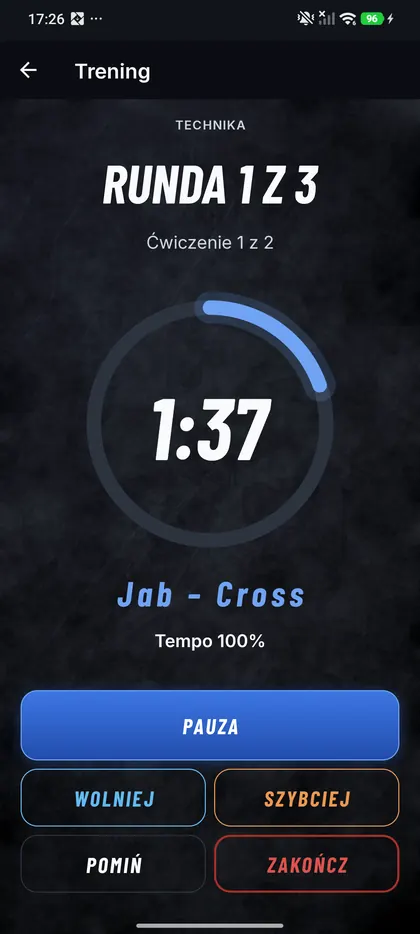 17:26 ...
96
Trening
TECHNIKA
RUNDA 1 Z 3
Ćwiczenie 1 z 2
1:37
Jab - Cross
Tempo 100%
PAUZA
WOLNIEJ SZYBCIEJ
POMIŃ ZAKOŃCZ